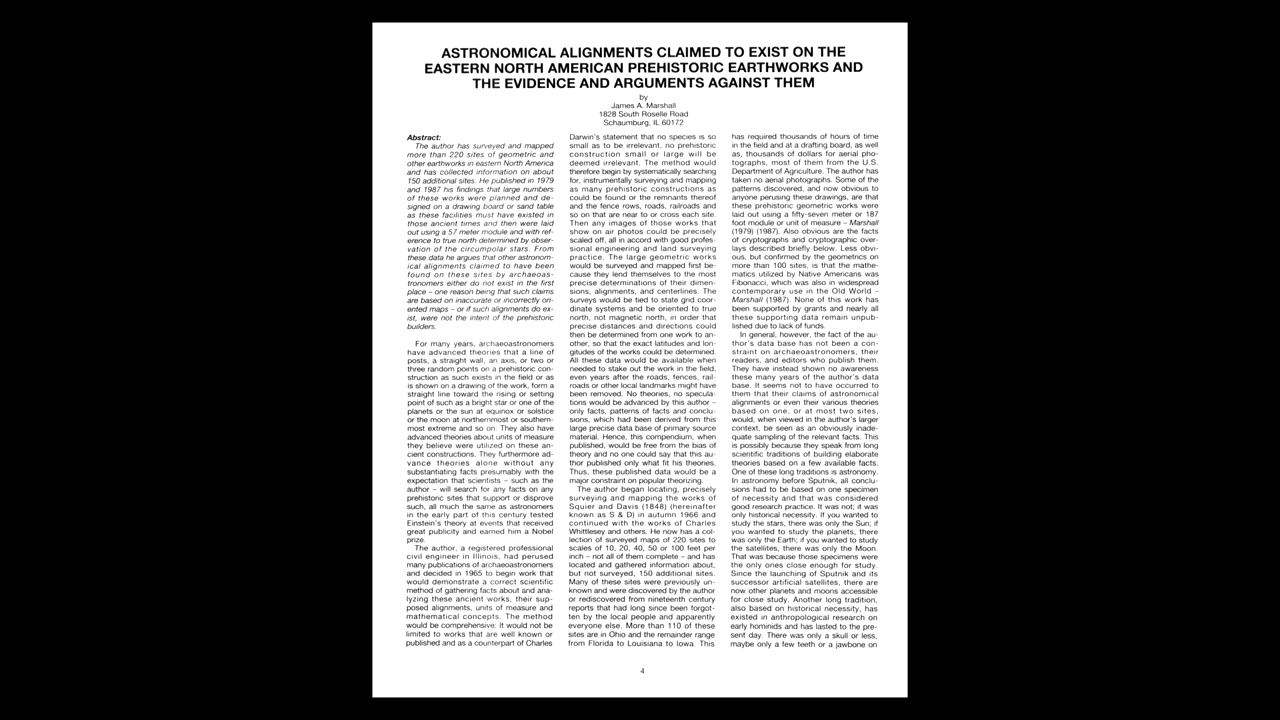 ASTRONOMICAL ALIGNMENTS CLAIMED TO EXIST ON THE
EASTERN NORTH AMERICAN PREHISTORIC EARTHWORKS AND
THE EVIDENCE AND ARGUMENTS AGAINST THEM
by
James A. Marshall
1828 South Roselle Road
Schaumburg, IL 60172
Abstract:
The author has surveyed and mapped
more than 220 sites of geometric and
other earthworks in eastern North America
and has collected information on about
150 additional sites. He published in 1979
and 1987 his findings that large numbers
of these works were planned and de-
signed on a drawing board or sand table
as these facilities must have existed in
those ancient times and then were laid
out using a 57 meter module and with ref-
erence to true north determined by obser-
vation of the circumpolar stars. From
these data he argues that other astronom-
ical alignments claimed to have been
found on these sites by archaeoas-
tronomers either do not exist in the first
place – one reason being that such claims
are based on inaccurate or incorrectly ori-
ented maps – or if such alignments do ex-
ist, were not the intent of the prehistoric
builders.
For many years, archaeoastronomers
have advanced theories that a line of
posts, a straight wall, an axis, or two or
three random points on a prehistoric con-
struction as such exists in the field or as
is shown on a drawing of the work, form a
straight line toward the rising or setting
point of such as a bright star or one of the
planets or the sun at equinox or solstice
or the moon at northernmost or southern-
most extreme and so on. They also have
advanced theories about units of measure
they believe were utilized on these an-
cient constructions. They furthermore ad-
vance theories alone without any
substantiating facts presumably with the
expectation that scientists – such as the
author – will search for any facts on any
prehistoric sites that support or disprove
such, all much the same as astronomers
in the early part of this century tested
Einstein's theory at events that received
great publicity and earned him a Nobel
prize.
The author, a registered professional
civil engineer in Illinois, had perused
many publications of archaeoastronomers
and decided in 1965 to begin work that
would demonstrate a correct scientific
method of gathering facts about and ana-
lyzing these ancient works, their sup-
posed alignments, units of measure and
mathematical concepts. The method
would be comprehensive: It would not be
limited to works that are well known or
published and as a counterpart of Charles
Darwin's statement that no species is so
small as to be irrelevant, no prehistoric
construction small or large will be
deemed irrelevant. The method would
therefore begin by systematically searching
for, instrumentally surveying and mapping
as many prehistoric constructions as
could be found or the remnants thereof
and the fence rows, roads, railroads and
so on that are near to or cross each site.
Then any images of those works that
show on air photos could be precisely
scaled off, all in accord with good profes-
sional engineering and land surveying
practice. The large geometric works
would be surveyed and mapped first be-
cause they lend themselves to the most
precise determinations of their dimen-
sions, alignments, and centerlines. The
surveys would be tied to state grid coor-
dinate systems and be oriented to true
north, not magnetic north, in order that
precise distances and directions could
then be determined from one work to an-
other, so that the exact latitudes and lon-
gitudes of the works could be determined.
All these data would be available when
needed to stake out the work in the field,
even years after the roads, fences, rail-
roads or other local landmarks might have
been removed. No theories, no specula-
tions would be advanced by this author –
only facts, patterns of facts and conclu-
sions, which had been derived from this
large precise data base of primary source
material. Hence, this compendium, when
published, would be free from the bias of
theory and no one could say that this au-
thor published only what fit his theories.
Thus, these published data would be a
major constraint on popular theorizing.
The author began locating, precisely
surveying and mapping the works of
Squier and Davis (1848) (hereinafter
known as S & D) in autumn 1966 and
continued with the works of Charles
Whittlesey and others. He now has a col-
lection of surveyed maps of 220 sites to
scales of 10, 20, 40, 50 or 100 feet per
inch – not all of them complete – and has
located and gathered information about,
but not surveyed, 150 additional sites.
Many of these sites were previously un-
known and were discovered by the author
or rediscovered from nineteenth century
reports that had long since been forgot-
ten by the local people and apparently
everyone else. More than 110 of these
sites are in Ohio and the remainder range
from Florida to Louisiana to Iowa. This
has required thousands of hours of time
in the field and at a drafting board, as well
as, thousands of dollars for aerial pho-
tographs, most of them from the U.S.
Department of Agriculture. The author has
taken no aerial photographs. Some of the
patterns discovered, and now obvious to
anyone perusing these drawings, are that
these prehistoric geometric works were
laid out using a fifty-seven meter or 187
foot module or unit of measure – Marshall
(1979) (1987). Also obvious are the facts
of cryptographs and cryptographic over-
lays described briefly below. Less obvi-
ous, but confirmed by the geometrics on
more than 100 sites, is that the mathe-
matics utilized by Native Americans was
Fibonacci, which was also in widespread
contemporary use in the Old World –
Marshall (1987). None of this work has
been supported by grants and nearly all
these supporting data remain unpub-
lished due to lack of funds.
In general, however, the fact of the au-
thor's data base has not been a con-
straint on archaeoastronomers, their
readers, and editors who publish them.
They have instead shown no awareness
these many years of the author's data
base. It seems not to have occurred to
them that their claims of astronomical
alignments or even their various theories
based on one, or at most two sites,
would, when viewed in the author's larger
context, be seen as an obviously inade-
quate sampling of the relevant facts. This
is possibly because they speak from long
scientific traditions of building elaborate
theories based on a few available facts.
One of these long traditions is astronomy.
In astronomy before Sputnik, all conclu-
sions had to be based on one specimen
of necessity and that was considered
good research practice. It was not; it was
only historical necessity. If you wanted to
study the stars, there was only the Sun; if
you wanted to study the planets, there
was only the Earth; if you wanted to study
the satellites, there was only the Moon.
That was because those specimens were
the only ones close enough for study.
Since the launching of Sputnik and its
successor artificial satellites, there are
now other planets and moons accessible
for close study. Another long tradition,
also based on historical necessity, has
existed in anthropological research on
early hominids and has lasted to the pre-
sent day. There was only a skull or less,
maybe only a few teeth or a jawbone on
4